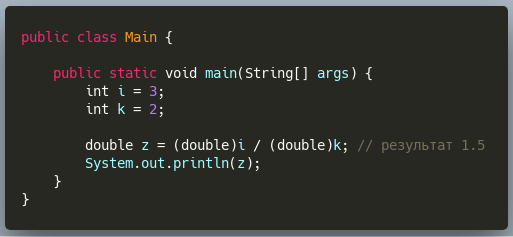 public class Main {
public static void main(String[] args) {
int i = 3;
int k = 2;
double z = (double)i / (double)k; // результат 1.5
System.out.println(z);
}
}